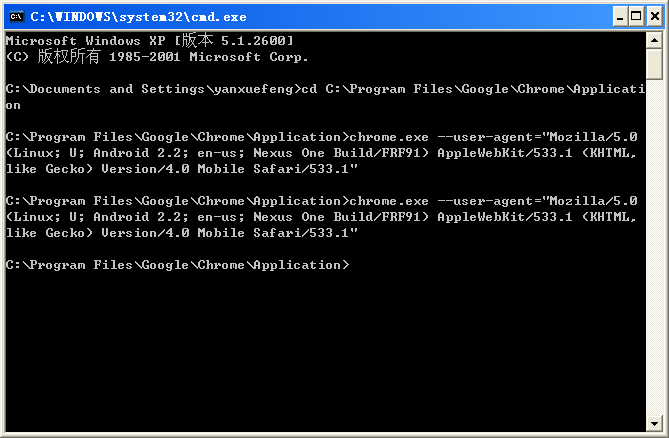 C:\WINDOWS\system32\cmd.exe
Microsoft Windows XP [版本 5.1.2600]
(C) 版权所有 1985-2001 Microsoft Corp.
C:\Documents and Settings\yanxuefeng>cd C:\Program Files\Google\Chrome\Applicati
on
C:\Program Files\Google\Chrome\Application>chrome.exe --user-agent="Mozilla/5.0
(Linux; U; Android 2.2; en-us; Nexus One Build/FRF91) AppleWebKit/533.1 (KHTML,
like Gecko) Version/4.0 Mobile Safari/533.1"
C:\Program Files\Google\Chrome\Application>chrome.exe --user-agent="Mozilla/5.0
(Linux; U; Android 2.2; en-us; Nexus One Build/FRF91) AppleWebKit/533.1 (KHTML,
like Gecko) Version/4.0 Mobile Safari/533.1"
C:\Program Files\Google\Chrome\Application>